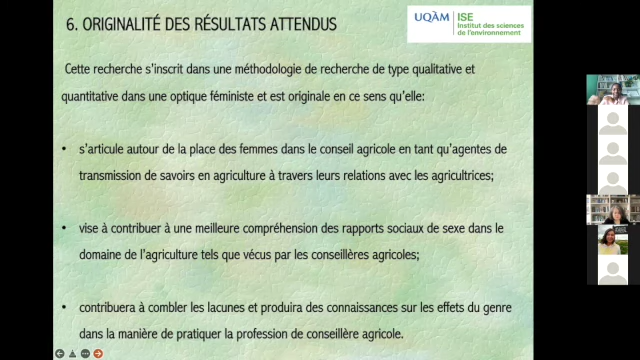 6. ORIGINALITÉ DES RÉSULTATS ATTENDUS
UQÀM
ISE
Institut des sciences
de l'environnement
Cette recherche s'inscrit dans une méthodologie de recherche de type qualitative et
quantitative dans une optique féministe et est originale en ce sens qu'elle:
• s'articule autour de la place des femmes dans le conseil agricole en tant qu'agentes de
transmission de savoirs en agriculture à travers leurs relations avec les agricultrices;
• vise à contribuer à une meilleure compréhension des rapports sociaux de sexe dans le
domaine de l'agriculture tels que vécus par les conseillères agricoles;
• contribuera à combler les lacunes et produira des connaissances sur les effets du genre
dans la manière de pratiquer la profession de conseillère agricole.